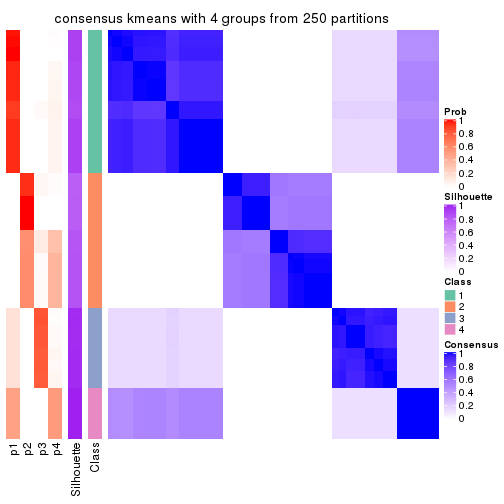 consensus kmeans with 4 groups from 250 partitions
Prob
1
0.8
0.6
0.4
0.2
0
Silhouette
1
0.8
0.6
0.4
0.2
0
Class
1
2
3
4
Consensus
1
0.8
0.6
0.4
0.2
0
p1
p2
p3
p4
Silhouette
Class